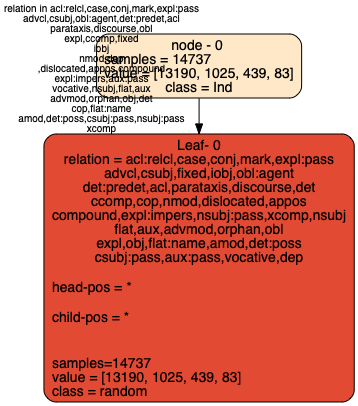 relation in acl:relcl,case,conj,mark,expl:pass
advcl,csubj,obl:agent,det:predet,acl
parataxis,discourse,obl
expl,ccomp,fixed
iobj
nmod,dep
,dislocated,appos,compound
expl:impers,aux:pass
vocative,nsubj,flat,aux
advmod,orphan,obj,det
cop,flat:name
amod,det:poss,csubj:pass,nsubj:pass
xcomp
node - 0
samples = 14737
value = [13190, 1025, 439, 83]
class = Ind
Leaf- 0
relation = acl:relcl,case,conj,mark,expl:pass
advcl,csubj,fixed,iobj,obl:agent
det:predet,acl,parataxis,discourse,det
ccomp,cop,nmod,dislocated,appos
compound,expl:impers,nsubj:pass,xcomp,nsubj
flat,aux,advmod,orphan,obl
expl,obj,flat:name,amod,det:poss
csubj:pass,aux:pass,vocative,dep
head-pos = *
child-pos = *
samples=14737
value = [13190, 1025, 439, 83]
class = random